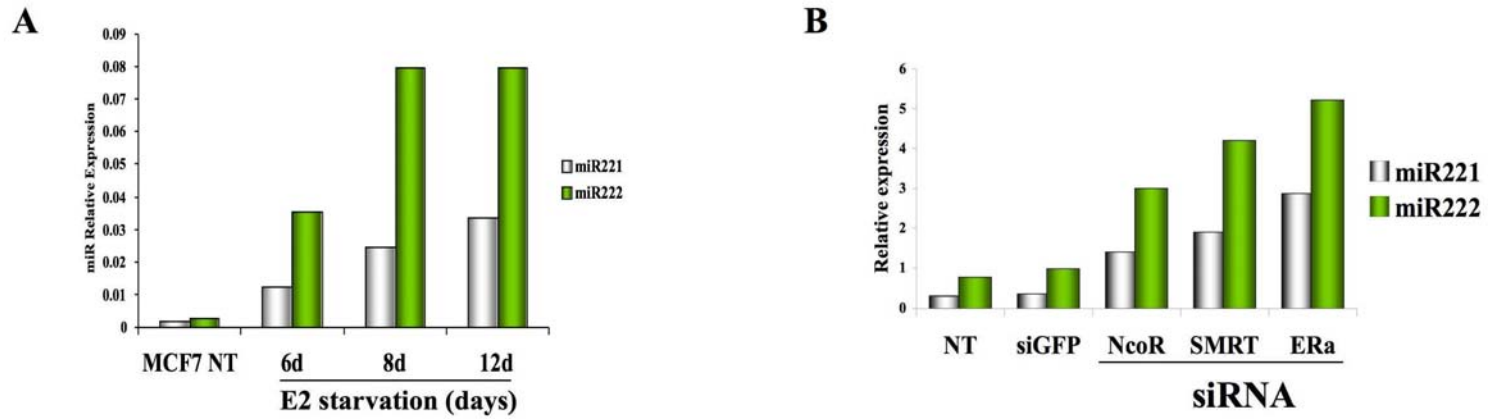 A
miR Relative Expression
0.09
0.08
0.07
0.06
0.05
0.04
0.03
0.02
0.01
0
MCF7 NT 6d 8d 12d
E2 starvation (days)
miR221
miR222
B
Relative expression
6
5
4
3
2
1
0
NT siGFP NcoR SMRT ERa
siRNA
miR221
miR222